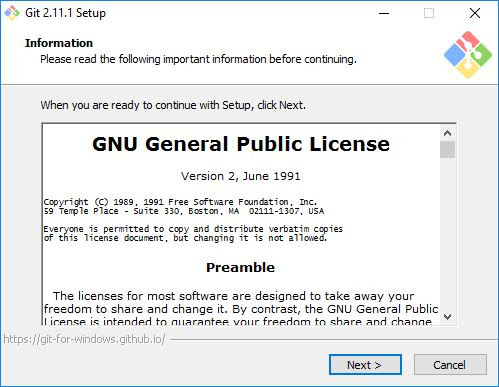 Git 2.11.1 Setup
Information
Please read the following important information before continuing.
When you are ready to continue with Setup, click Next.
GNU General Public License
Version 2, June 1991
Copyright (C) 1989, 1991 Free Software Foundation, Inc.
59 Temple Place - Suite 330, Boston, MA  02111-1307, USA
Everyone is permitted to copy and distribute verbatim copies
of this license document, but changing it is not allowed.
Preamble
The licenses for most software are designed to take away your
freedom to share and change it. By contrast, the GNU General Public
License is intended to guarantee your freedom to share and change
https://git-for-windows.github.io/
Next >
Cancel